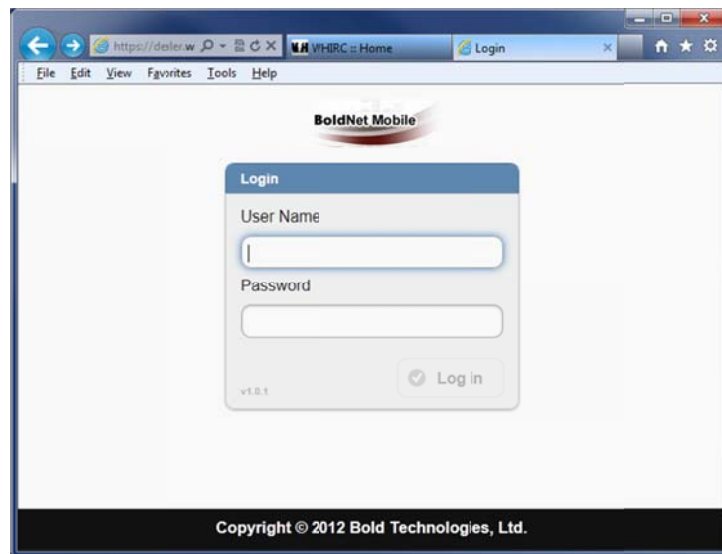 https://dealer.w
WHIRC :: Home
Login
File Edit View Favorites Tools Help
BoldNet Mobile
Login
User Name
Password
Log in
v1.0.1
Copyright © 2012 Bold Technologies, Ltd.